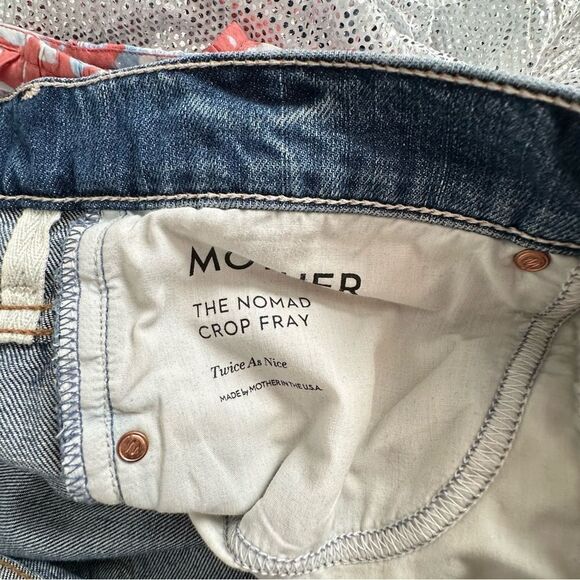 MOTHER
THE NOMAD
CROP FRAY
Twice As Nice
MADE by MOTHER IN THE U.S.A.